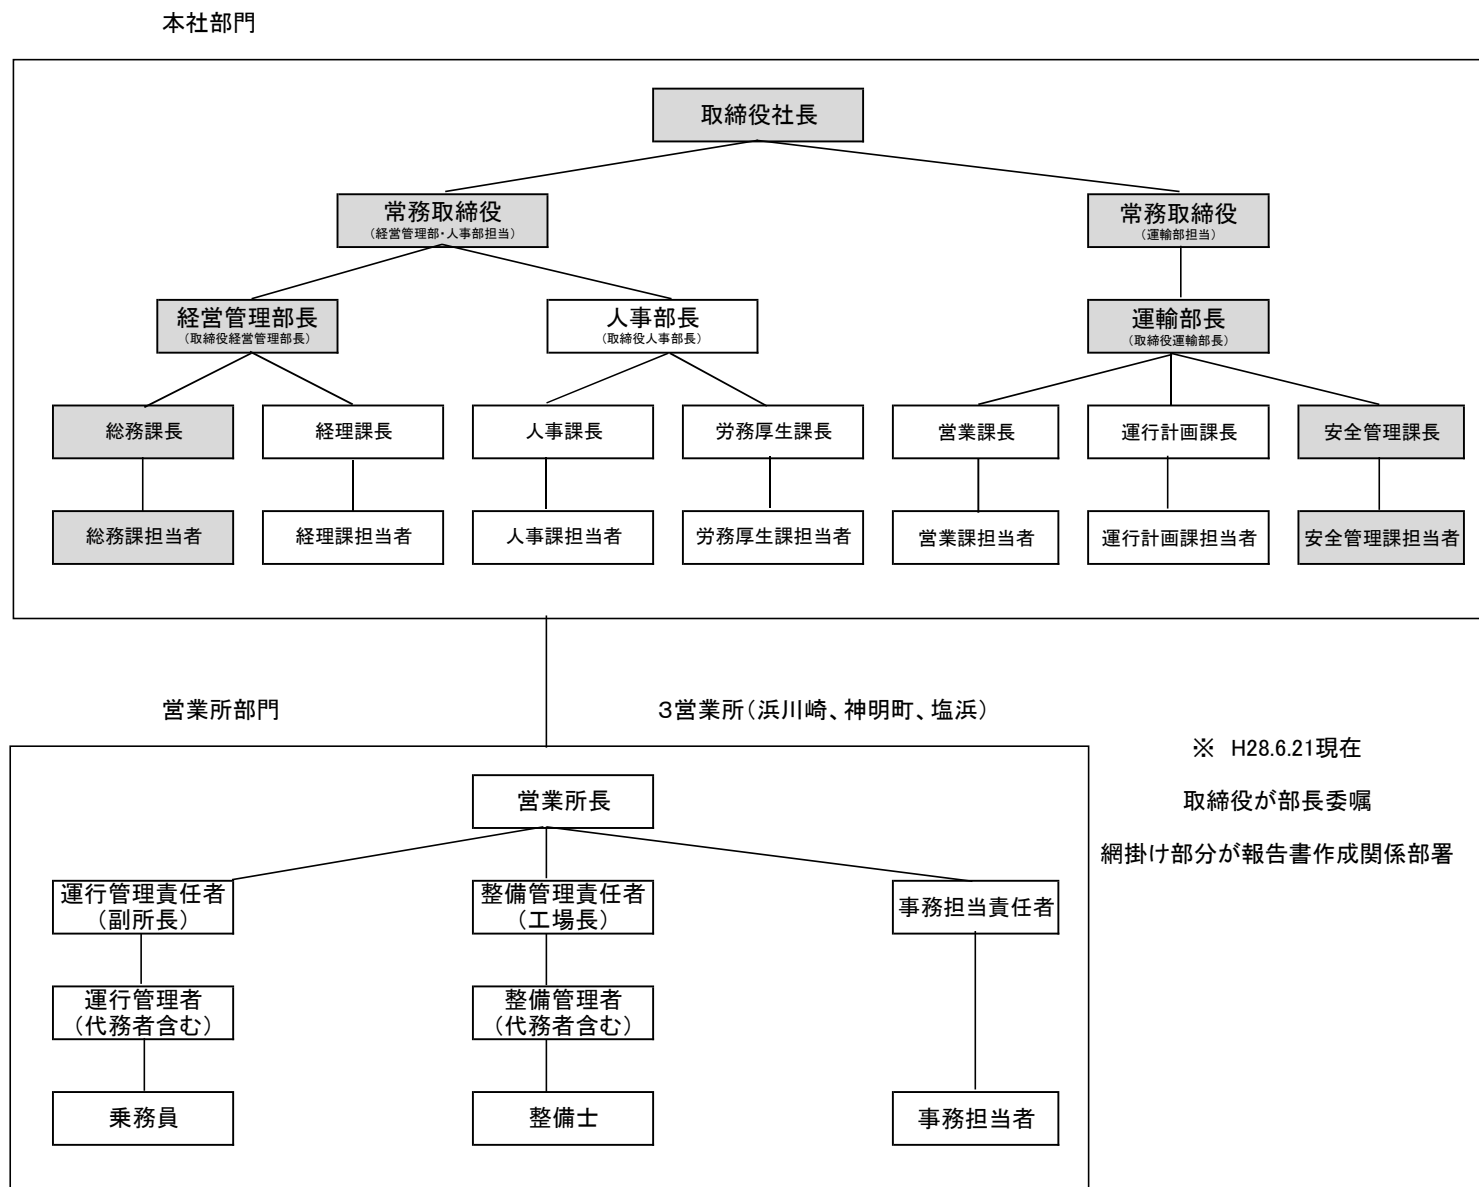 本社部門
取締役社長
常務取締役
（経営管理部・人事部担当）
常務取締役
（運輸部担当）
経営管理部長
（取締役経営管理部長）
人事部長
（取締役人事部長）
運輸部長
（取締役運輸部長）
総務課長
経理課長
人事課長
労務厚生課長
営業課長
運行計画課長
安全管理課長
総務課担当者
経理課担当者
人事課担当者
労務厚生課担当者
営業課担当者
運行計画課担当者
安全管理課担当者
営業所部門
3営業所（浜川崎、神明町、塩浜）
※　H28.6.21現在
取締役が部長委嘱
網掛け部分が報告書作成関係部署
営業所長
運行管理責任者
（副所長）
整備管理責任者
（工場長）
事務担当責任者
運行管理者
（代務者含む）
整備管理者
（代務者含む）
乗務員
整備士
事務担当者